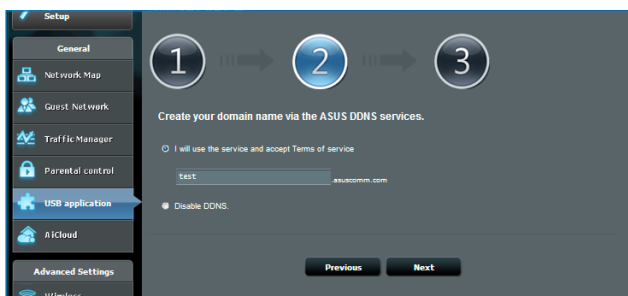 Setup
General
Network Map
Guest Network
Traffic Manager
Parental control
USB application
AiCloud
Advanced Settings
Wireless
1
2
3
Create your domain name via the ASUS DDNS services.
I will use the service and accept Terms of service
test .asuscomm.com
Disable DDNS.
Previous Next